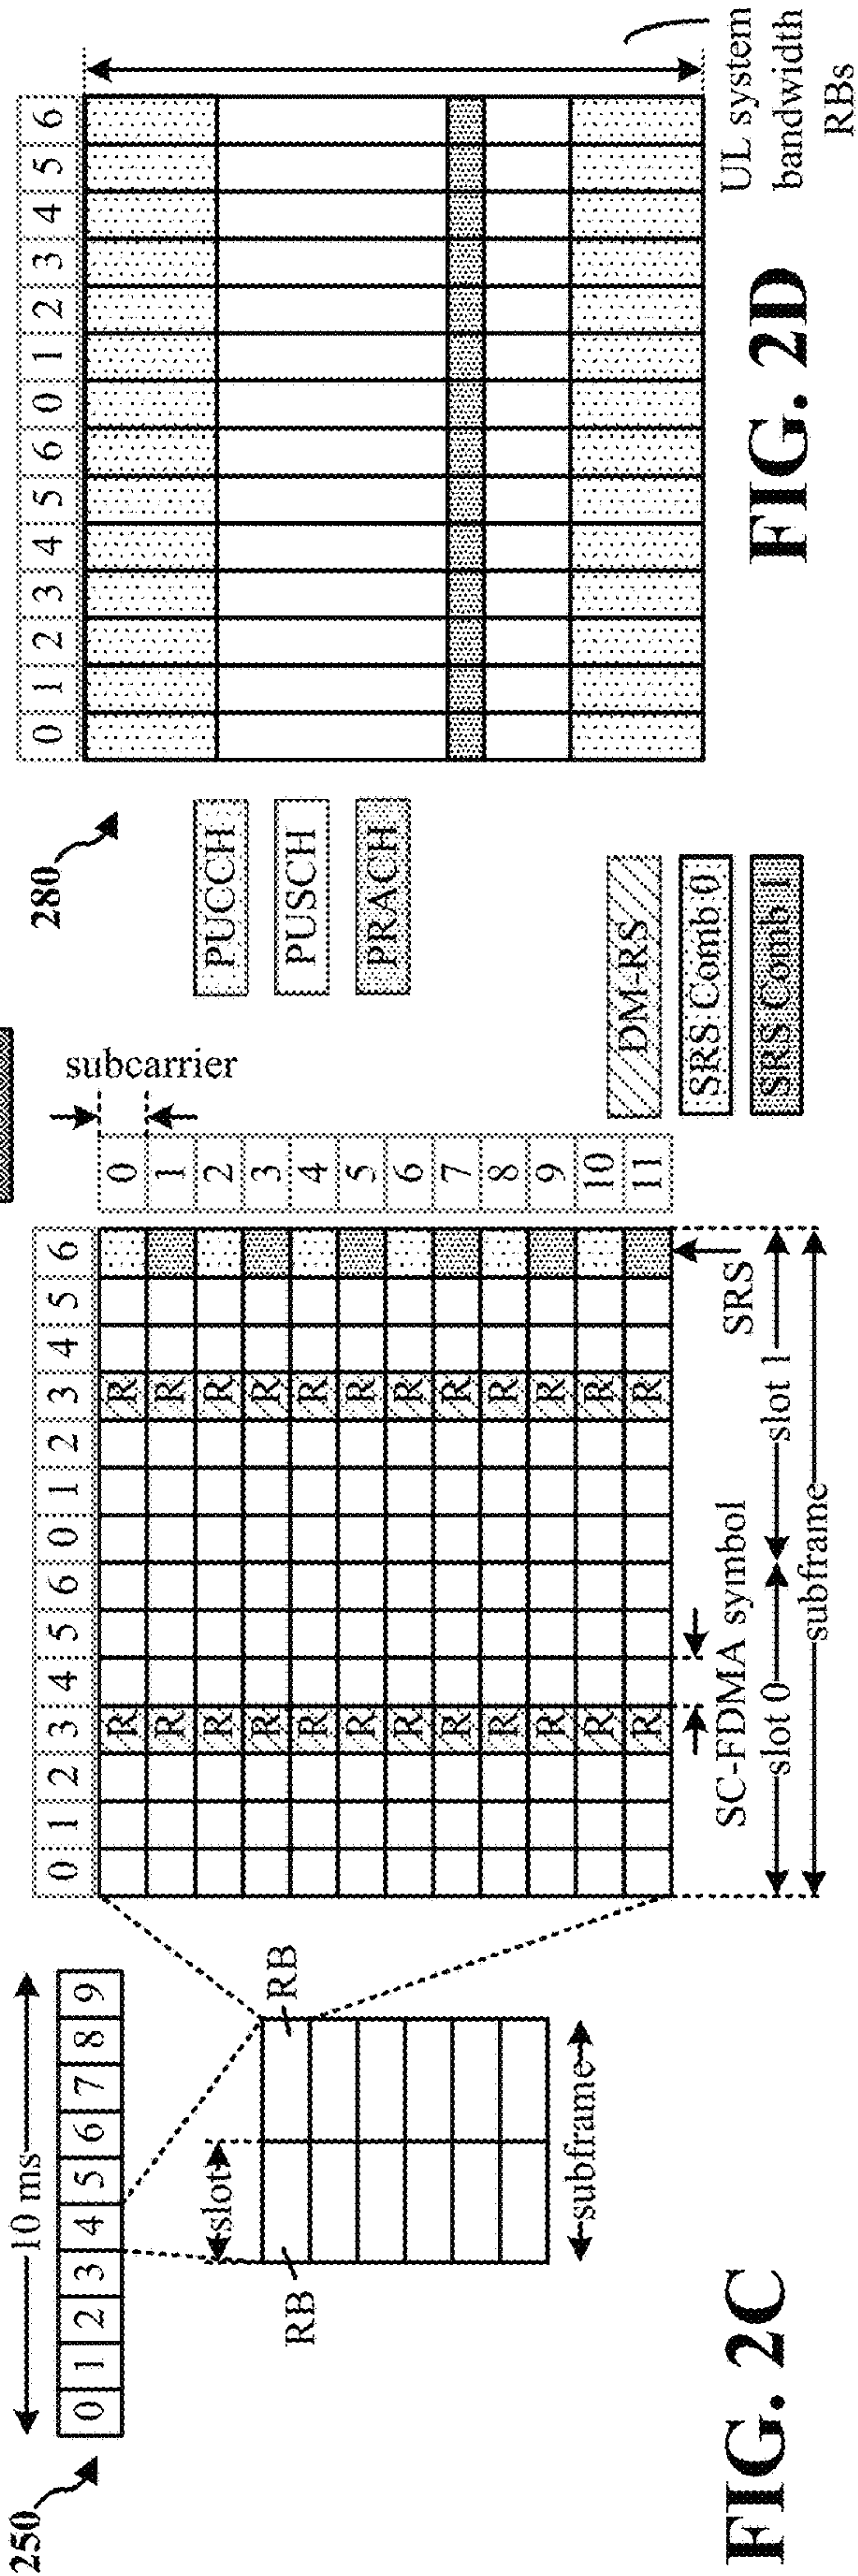 250
10 ms
0 1 2 3 4 5 6 7 8 9
slot
RB
RB
subframe
FIG. 2C
0 1 2 3 4 5 6 0 1 2 3 4 5 6
subcarrier
R R 0
R R 1
R R 2
R R 3
R R 4
R R 5
R R 6
R R 7
R R 8
R R 9
R R 10
R R 11
SRS
SC-FDMA symbol
slot 0
slot 1
subframe
DM-RS
SRS Comb 0
SRS Comb 1
280
PUCCH
PUSCH
PRACH
0 1 2 3 4 5 6 0 1 2 3 4 5 6
UL system
bandwidth
RBs
FIG. 2D